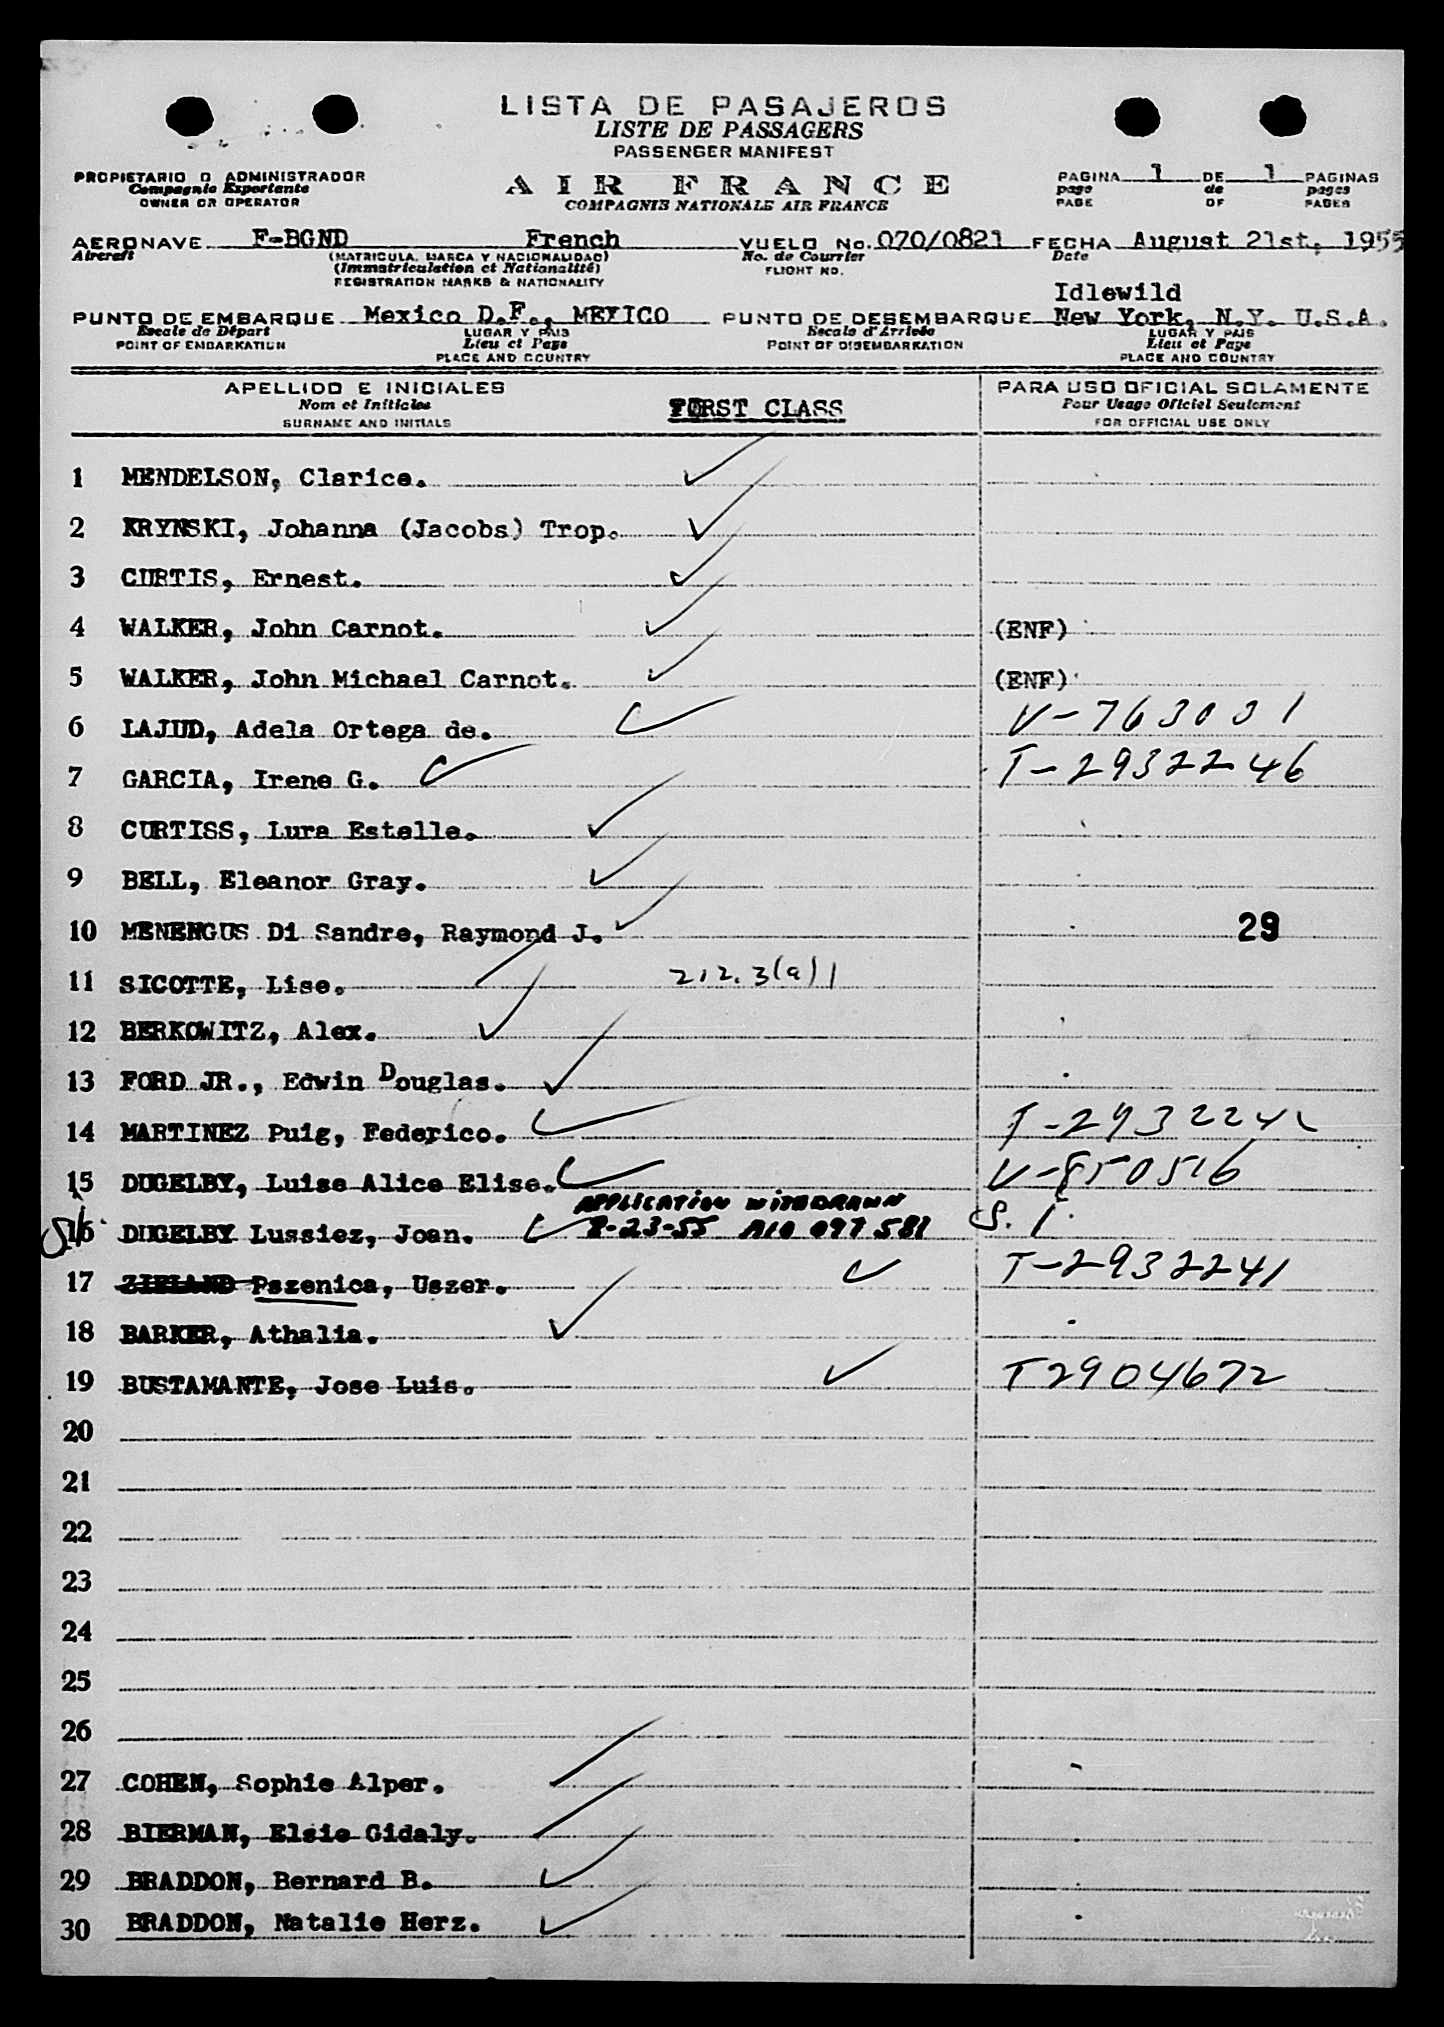 LISTA DE PASAJEROS
LISTE DE PASSAGERS
PASSENGER MANIFEST
PROPIETARIO O ADMINISTRADOR
Compagnie Exportante
OWNER OR OPERATOR
AIR FRANCE
COMPAGNIE NATIONALE AIR FRANCE
PAGINA 1 DE 1 PAGINAS
page de pages
PAGE OF PAGES
AERONAVE F-BGND French VUELO No. 070/0821 FECHA August 21st, 1955
Aircraft (MATRICULA, MARCA Y NACIONALIDAD) No. de Courrier Date
(Immatriculation et Nationalité) FLIGHT NO.
REGISTRATION MARKS & NATIONALITY
Idlewild
PUNTO DE EMBARQUE Mexico D.F., MEXICO PUNTO DE DESEMBARQUE New York, N.Y. U.S.A.
Escale de Départ LUGAR Y PAIS Escale d'Arrivée LUGAR Y PAIS
POINT OF EMBARKATION Lieu et Pays POINT OF DISEMBARKATION Lieu et Pays
PLACE AND COUNTRY PLACE AND COUNTRY
APELLIDO E INICIALES PARA USO OFICIAL SOLAMENTE
Nom et Initiales FIRST CLASS Pour Usage Officiel Seulement
SURNAME AND INITIALS FOR OFFICIAL USE ONLY
1 MENDELSON, Clarice.
2 KRYNSKI, Johanna (Jacobs) Trop.
3 CURTIS, Ernest.
4 WALKER, John Carnot. (ENF)
5 WALKER, John Michael Carnot. (ENF)
6 LAJUD, Adela Ortega de. V-763031
7 GARCIA, Irene G. T-2932246
8 CURTISS, Lura Estelle.
9 BELL, Eleanor Gray.
10 MENENGUS Di Sandre, Raymond J. 29
11 SICOTTE, Lise. 212.3(a)1
12 BERKOWITZ, Alex.
13 FORD JR., Edwin Douglas.
14 MARTINEZ Puig, Federico. T-2932242
15 DUGELBY, Luise Alice Elise. V-850516
APPLICATION WITHDRAWN
16 DUGELBY Lussiez, Joan. 8-23-55 A10 097 581 S.I.
17 ZIELAND Pszenica, Uszer. T-2932241
18 BARKER, Athalia.
19 BUSTAMANTE, Jose Luis. T2904672
20
21
22
23
24
25
26
27 COHEN, Sophie Alper.
28 BIERMAN, Elsie Gidaly.
29 BRADDON, Bernard B.
30 BRADDON, Natalie Herz.